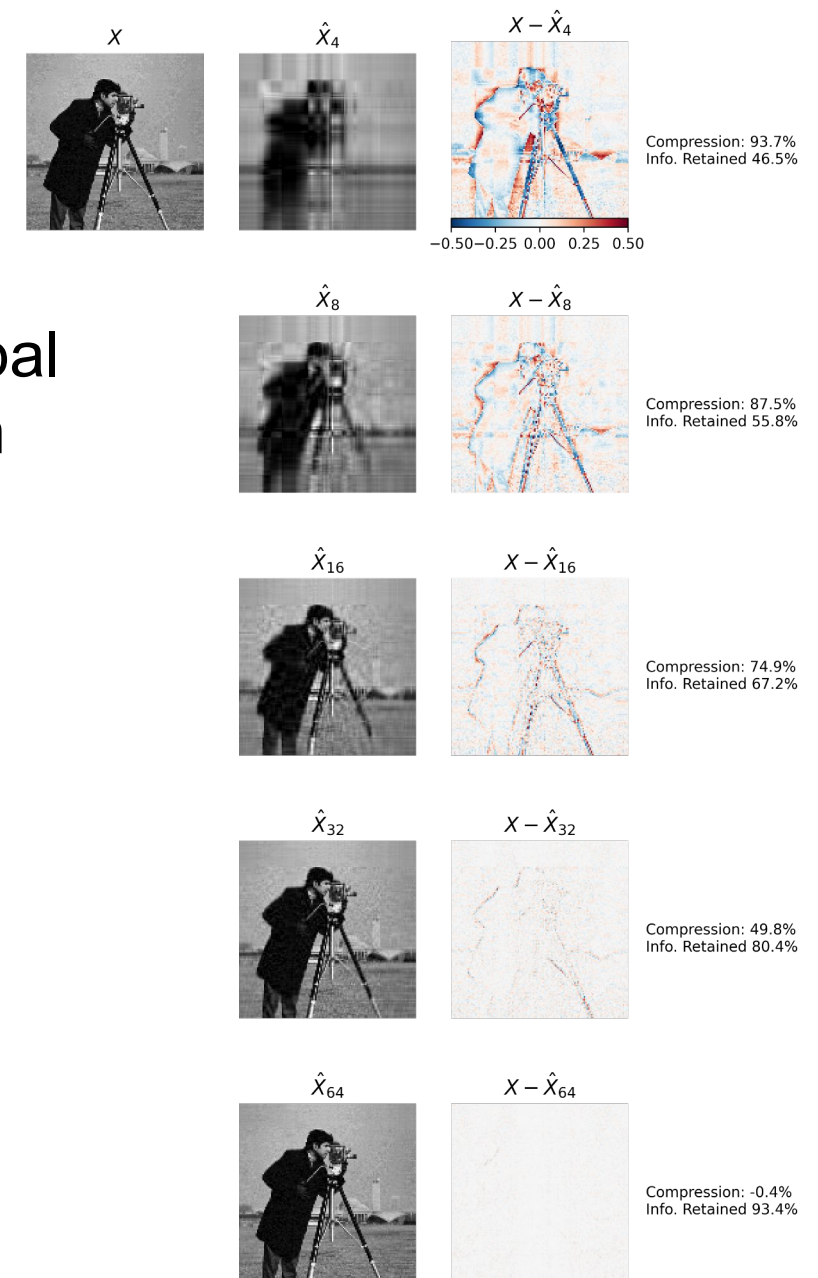 X
X̂₄
X − X̂₄
Compression: 93.7%
Info. Retained 46.5%
−0.50 −0.25 0.00 0.25 0.50
X̂₈
X − X̂₈
Compression: 87.5%
Info. Retained 55.8%
X̂₁₆
X − X̂₁₆
Compression: 74.9%
Info. Retained 67.2%
X̂₃₂
X − X̂₃₂
Compression: 49.8%
Info. Retained 80.4%
X̂₆₄
X − X̂₆₄
Compression: -0.4%
Info. Retained 93.4%